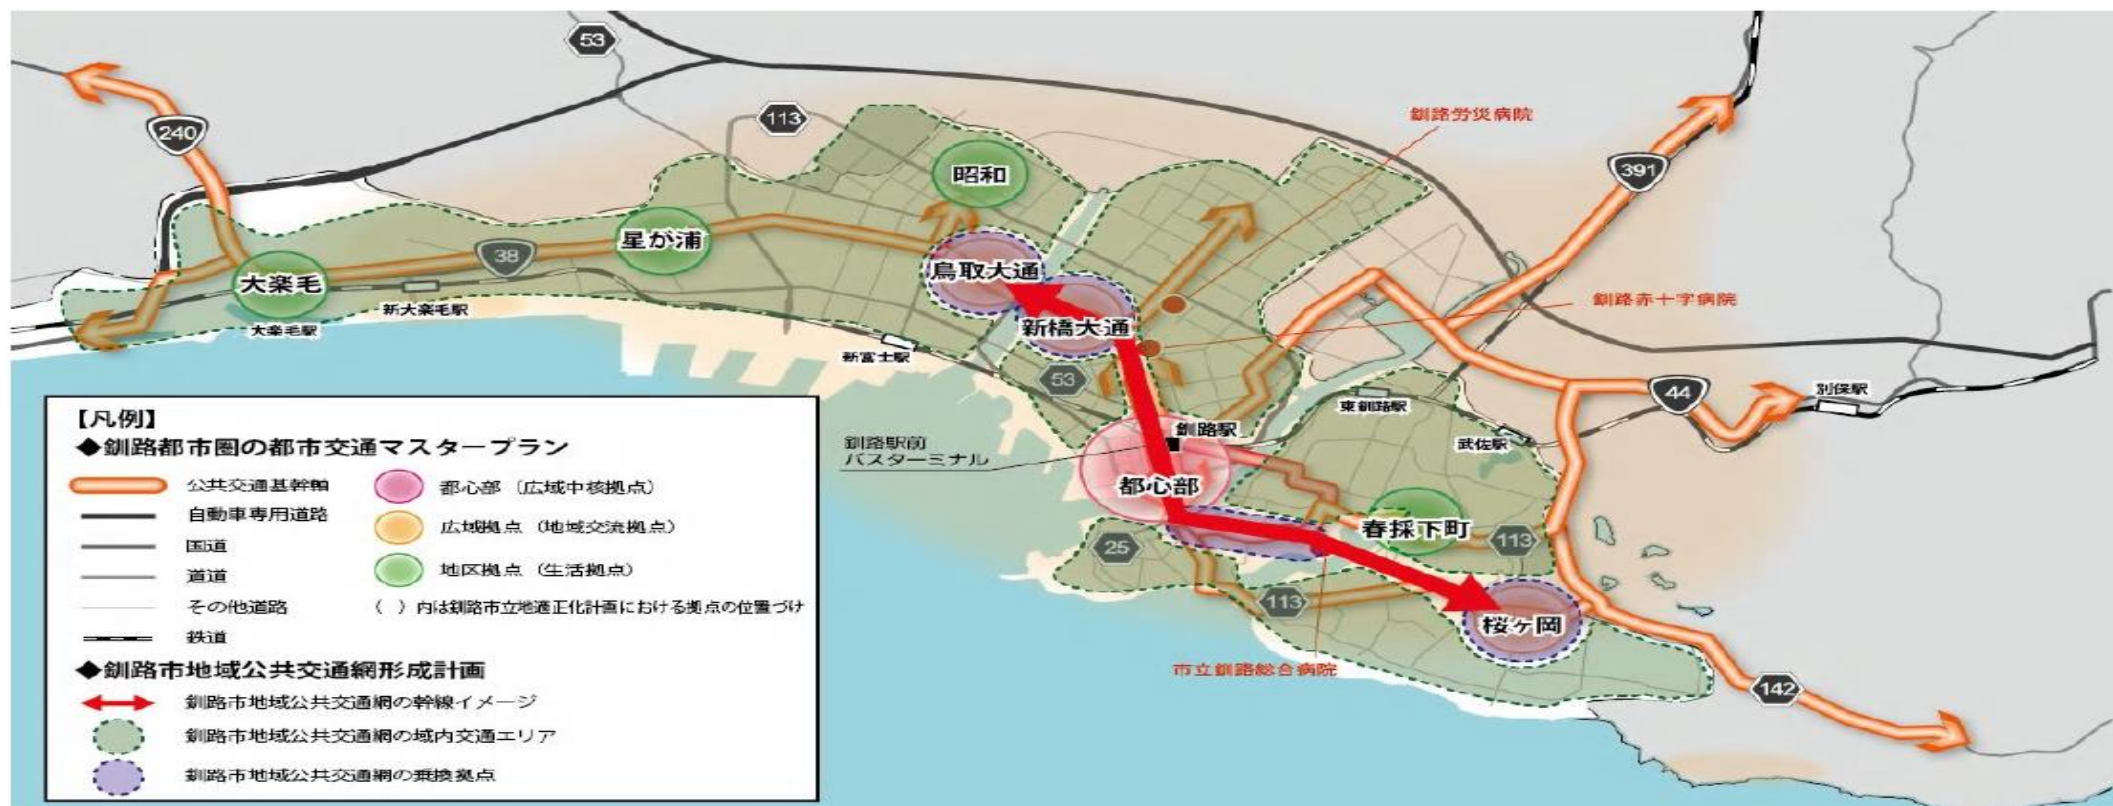 53
113
釧路労災病院
240
昭和
391
星が浦
38
鳥取大通
大楽毛
釧路赤十字病院
新大楽毛駅
大楽毛駅
新橋大通
新富士駅
53
44
別保駅
東釧路駅
釧路駅
武佐駅
釧路駅前
バスターミナル
都心部
春採下町
25
113
113
桜ヶ岡
市立釧路総合病院
142
【凡例】
◆釧路都市圏の都市交通マスタープラン
公共交通基幹軸
自動車専用道路
国道
道道
その他道路
鉄道
都心部（広域中核拠点）
広域拠点（地域交流拠点）
地区拠点（生活拠点）
（ ）内は釧路市立地適正化計画における拠点の位置づけ
◆釧路市地域公共交通網形成計画
釧路市地域公共交通網の幹線イメージ
釧路市地域公共交通網の域内交通エリア
釧路市地域公共交通網の乗換拠点